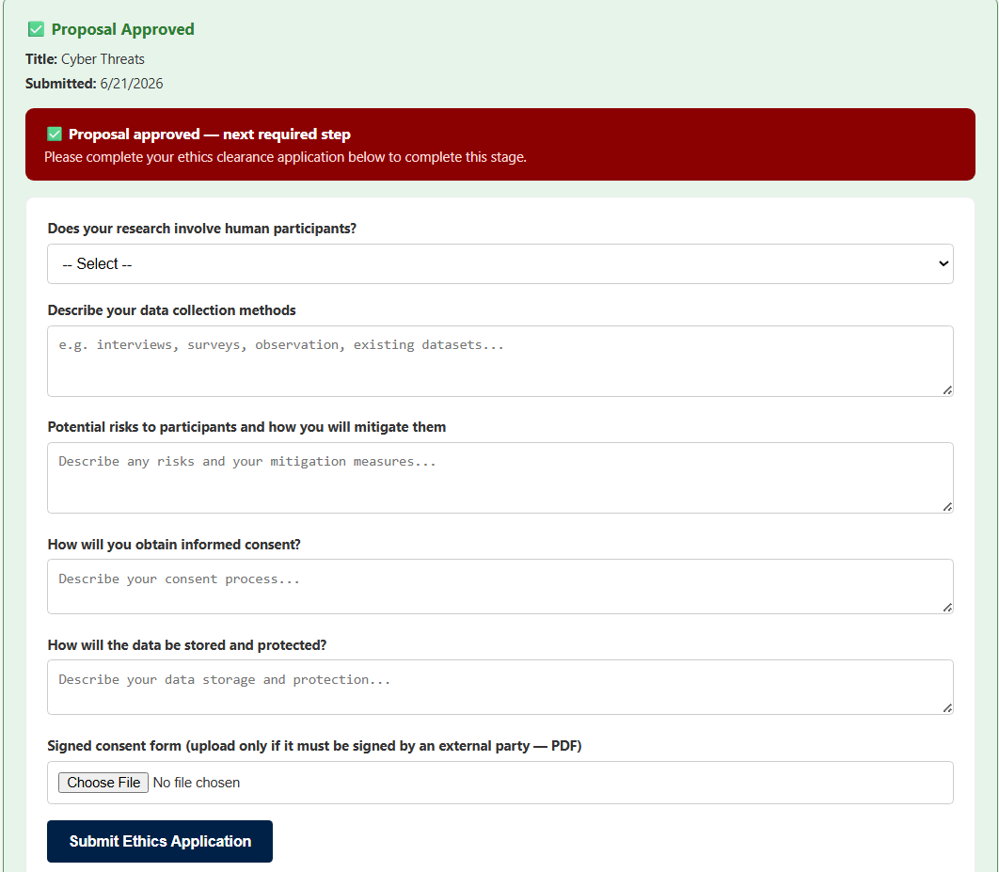 ✅ Proposal Approved
Title: Cyber Threats
Submitted: 6/21/2026
✅ Proposal approved — next required step
Please complete your ethics clearance application below to complete this stage.
Does your research involve human participants?
-- Select --
Describe your data collection methods
e.g. interviews, surveys, observation, existing datasets...
Potential risks to participants and how you will mitigate them
Describe any risks and your mitigation measures...
How will you obtain informed consent?
Describe your consent process...
How will the data be stored and protected?
Describe your data storage and protection...
Signed consent form (upload only if it must be signed by an external party — PDF)
Choose File No file chosen
Submit Ethics Application